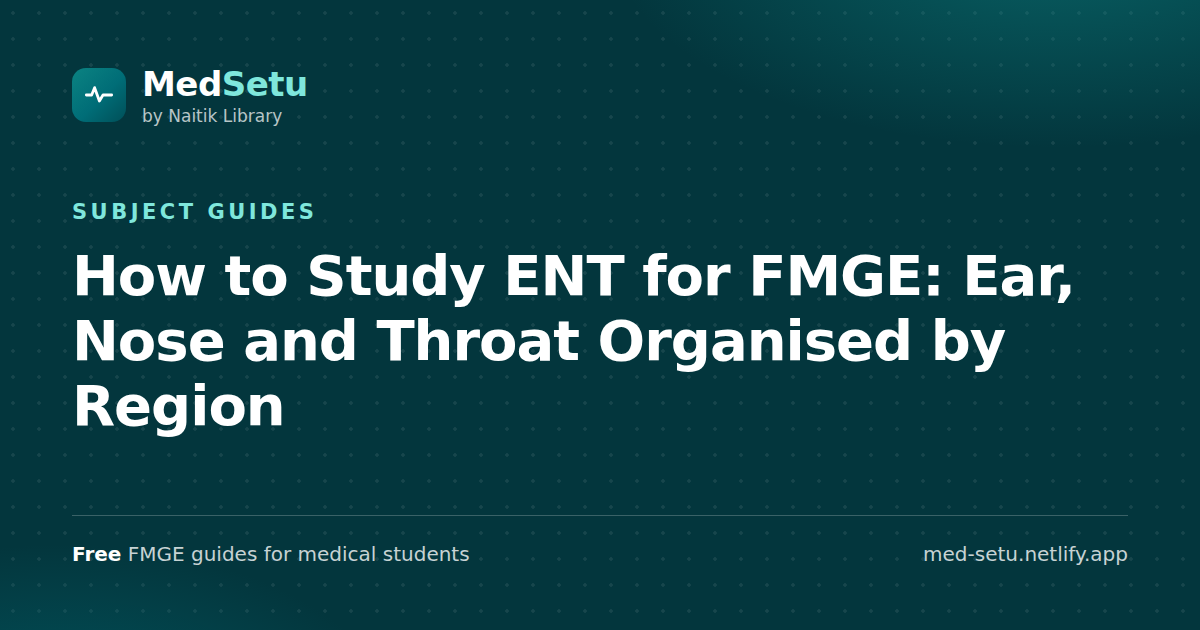 MedSetu
by Naitik Library
SUBJECT GUIDES
How to Study ENT for FMGE: Ear,
Nose and Throat Organised by
Region
Free FMGE guides for medical students
med-setu.netlify.app